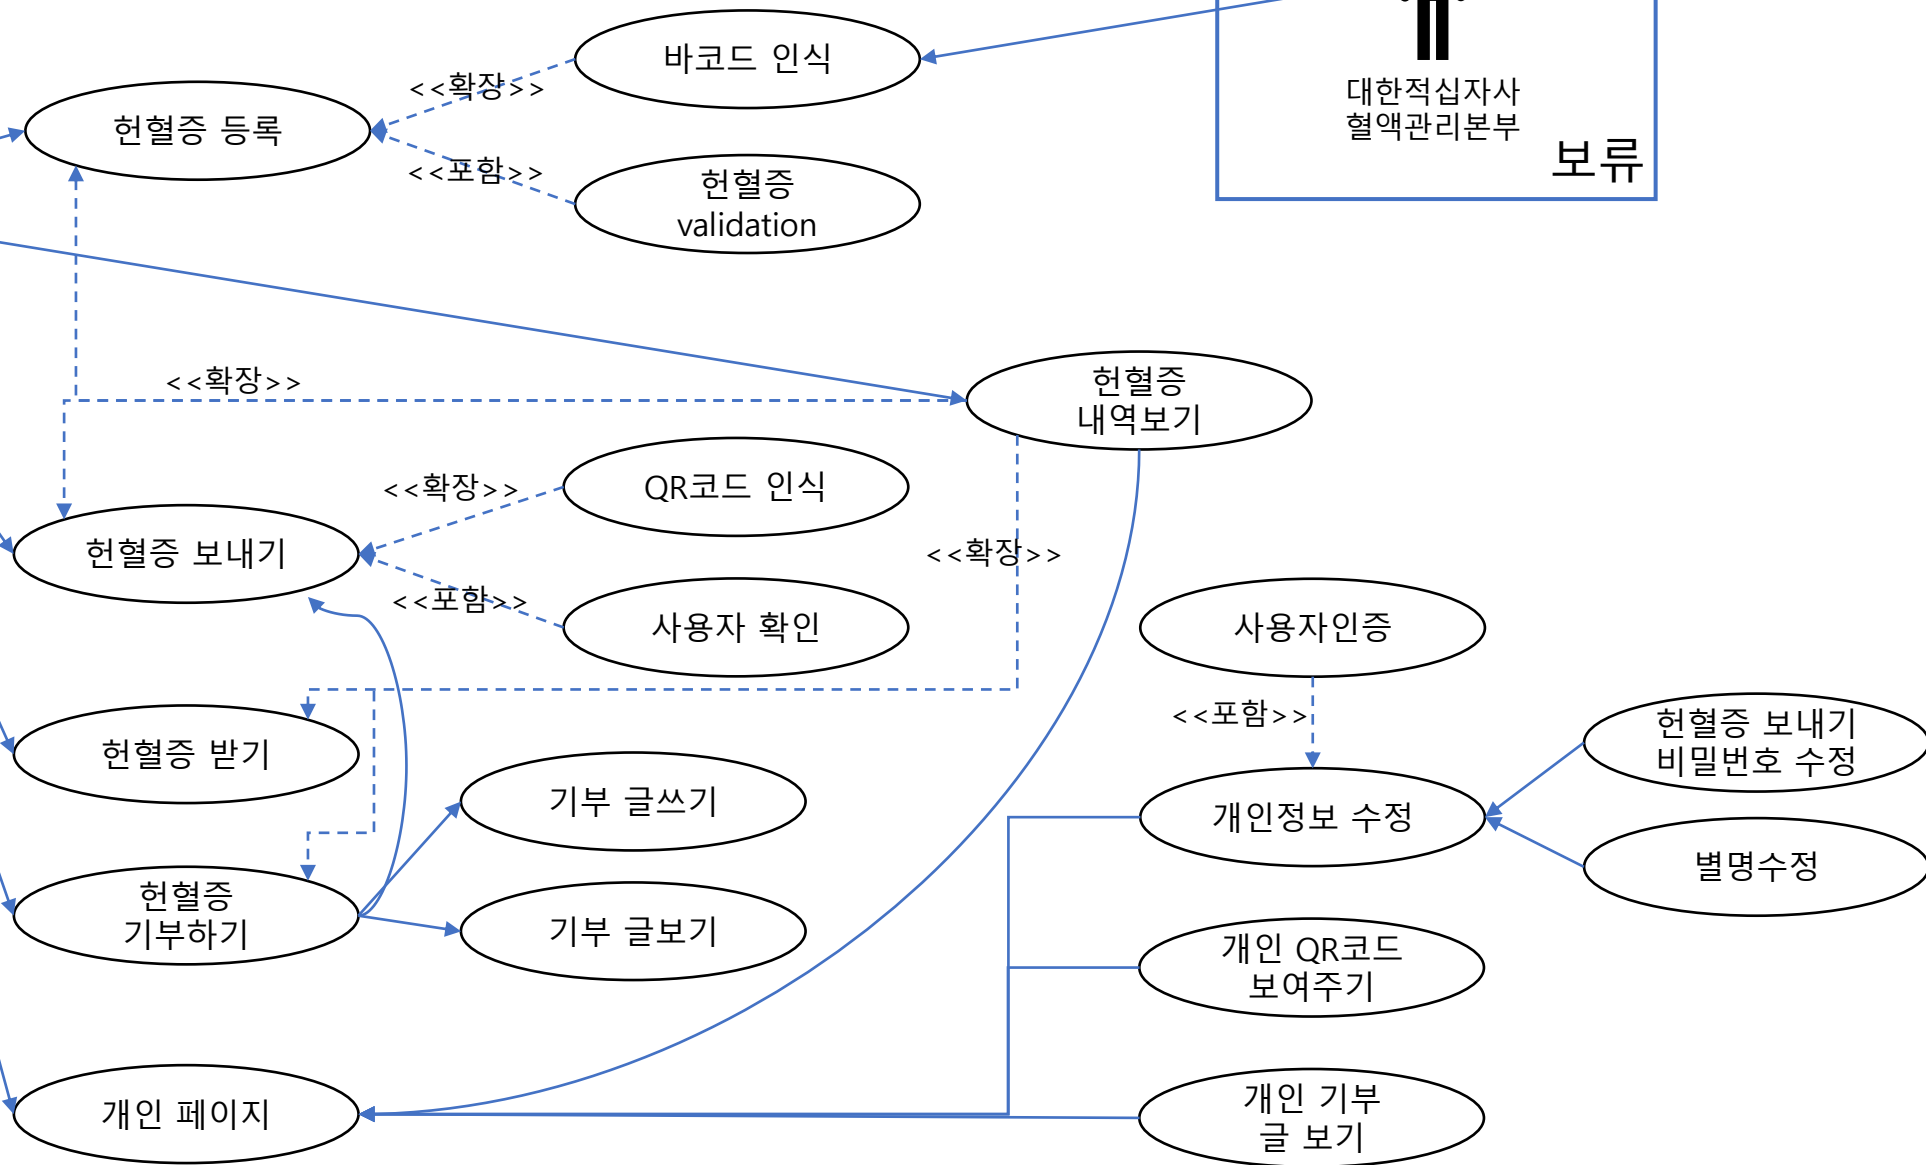 바코드 인식
<<확장>>
대한적십자사
혈액관리본부
보류
헌혈증 등록
<<포함>>
헌혈증
validation
<<확장>>
헌혈증
내역보기
QR코드 인식
<<확장>>
헌혈증 보내기
<<확장>>
<<포함>>
사용자 확인
사용자인증
<<포함>>
헌혈증 보내기
비밀번호 수정
헌혈증 받기
기부 글쓰기
개인정보 수정
별명수정
헌혈증
기부하기
기부 글보기
개인 QR코드
보여주기
개인 페이지
개인 기부
글 보기